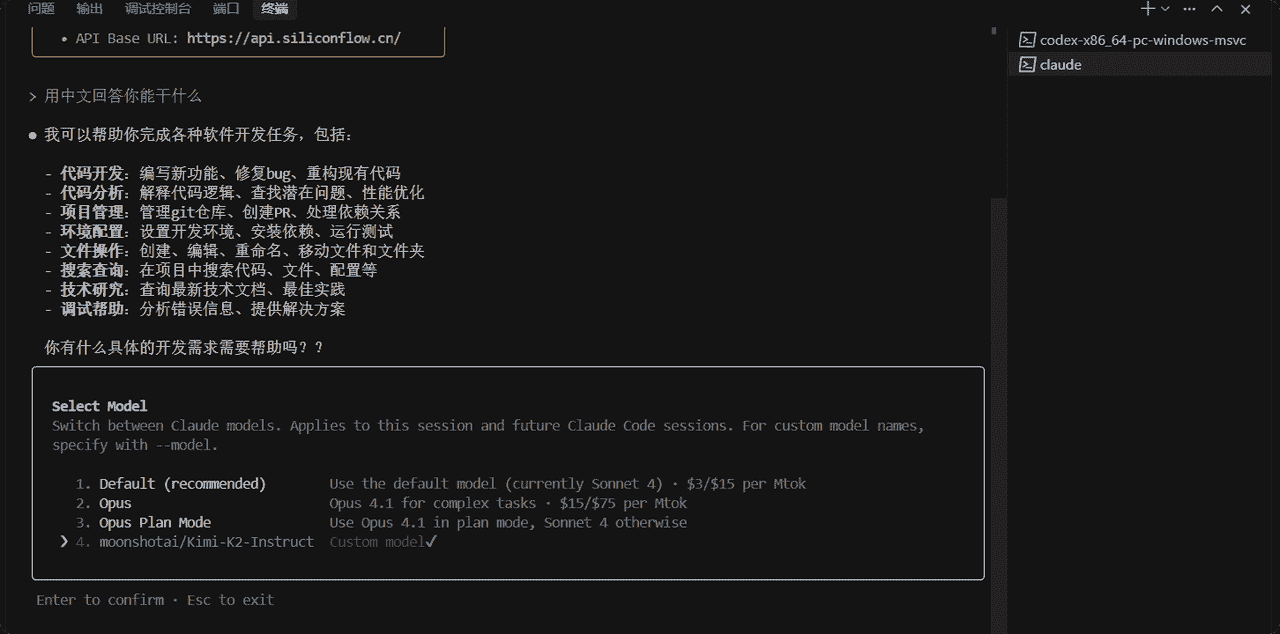 问题 输出 调试控制台 端口 终端
• API Base URL: https://api.siliconflow.cn/
codex-x86_64-pc-windows-msvc
claude
> 用中文回答你能干什么
● 我可以帮助你完成各种软件开发任务，包括：
- 代码开发：编写新功能、修复bug、重构现有代码
- 代码分析：解释代码逻辑、查找潜在问题、性能优化
- 项目管理：管理git仓库、创建PR、处理依赖关系
- 环境配置：设置开发环境、安装依赖、运行测试
- 文件操作：创建、编辑、重命名、移动文件和文件夹
- 搜索查询：在项目中搜索代码、文件、配置等
- 技术研究：查询最新技术文档、最佳实践
- 调试帮助：分析错误信息、提供解决方案
你有什么具体的开发需求需要帮助吗？？
Select Model
Switch between Claude models. Applies to this session and future Claude Code sessions. For custom model names,
specify with --model.
1. Default (recommended) Use the default model (currently Sonnet 4) · $3/$15 per Mtok
2. Opus Opus 4.1 for complex tasks · $15/$75 per Mtok
3. Opus Plan Mode Use Opus 4.1 in plan mode, Sonnet 4 otherwise
❯ 4. moonshotai/Kimi-K2-Instruct Custom model✔
Enter to confirm · Esc to exit